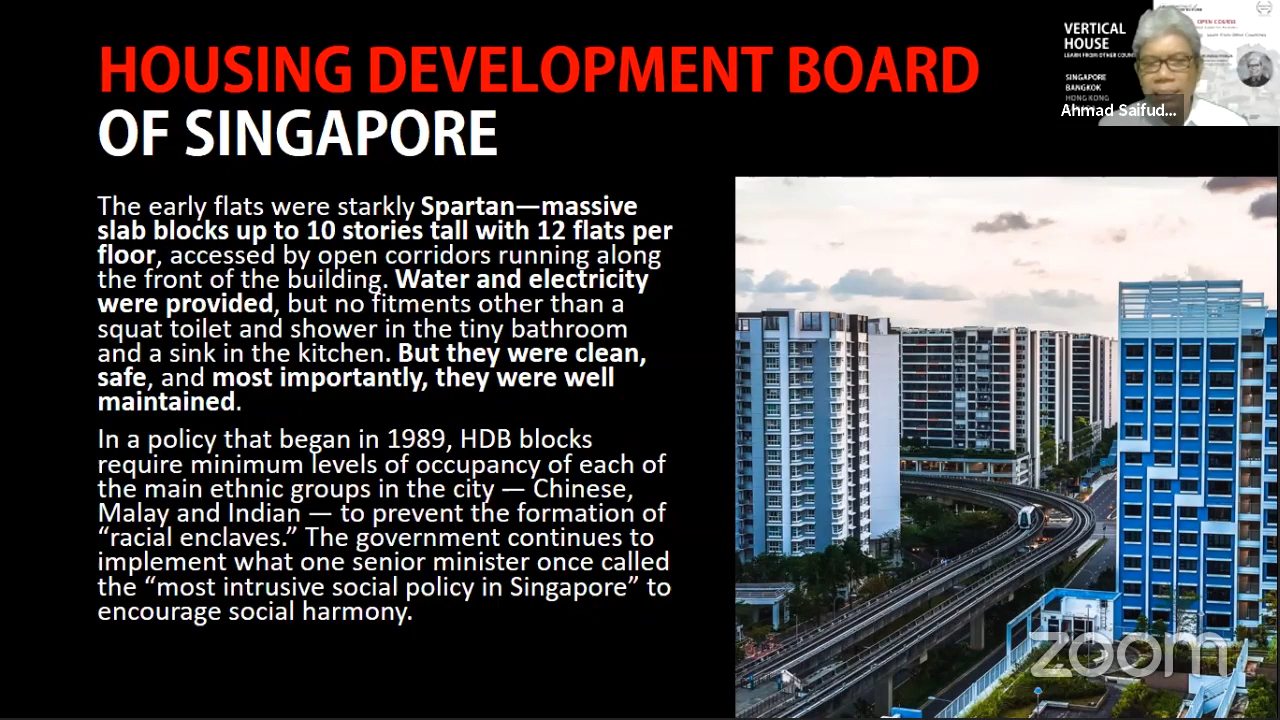 HOUSING DEVELOPMENT BOARD
OF SINGAPORE
The early flats were starkly Spartan—massive
slab blocks up to 10 stories tall with 12 flats per
floor, accessed by open corridors running along
the front of the building. Water and electricity
were provided, but no fitments other than a
squat toilet and shower in the tiny bathroom
and a sink in the kitchen. But they were clean,
safe, and most importantly, they were well
maintained.
In a policy that began in 1989, HDB blocks
require minimum levels of occupancy of each of
the main ethnic groups in the city — Chinese,
Malay and Indian — to prevent the formation of
“racial enclaves.” The government continues to
implement what one senior minister once called
the “most intrusive social policy in Singapore” to
encourage social harmony.
VERTICAL
HOUSE
LEARN FROM OTHER COUN
SINGAPORE
BANGKOK
HONG KONG
OPEN COURSE
Ahmad Saifud...
zoom